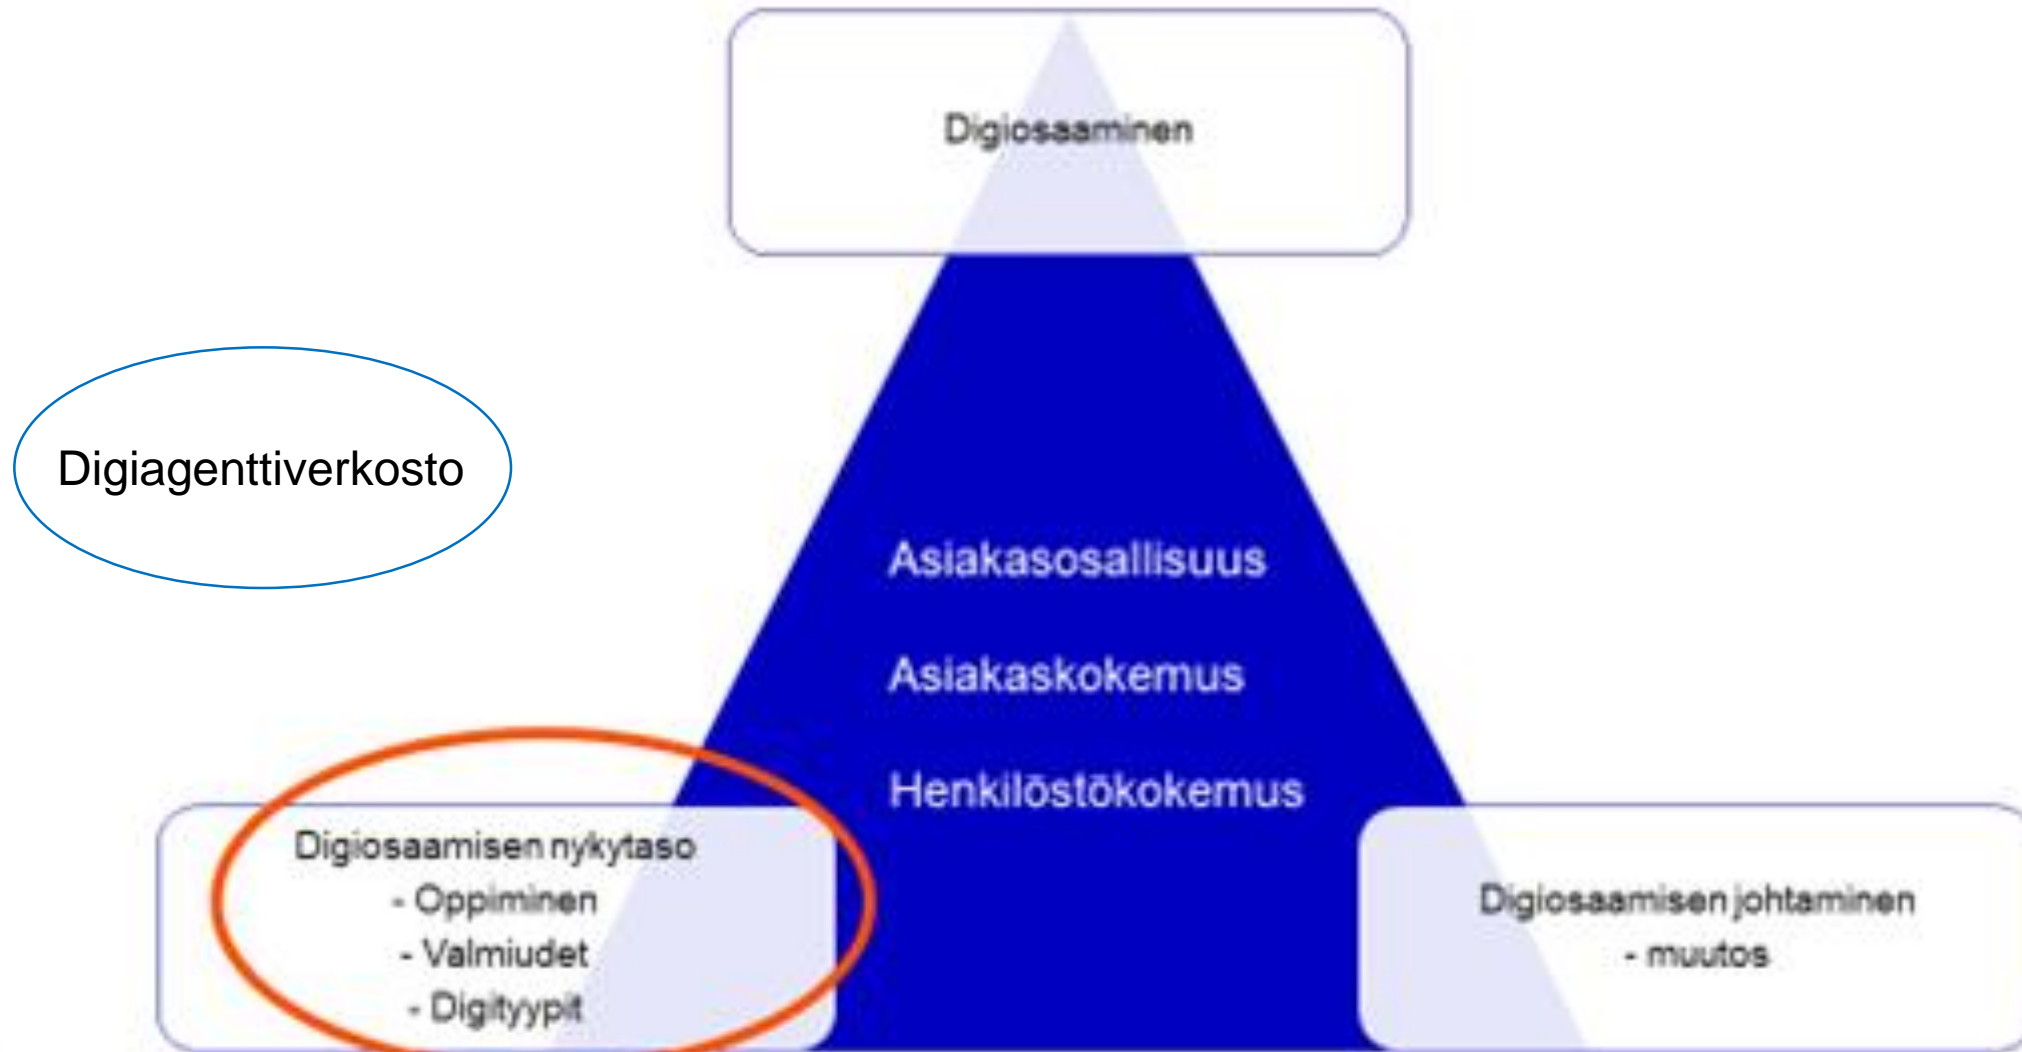 Digiosaaminen
Digiagenttiverkosto
Asiakasosallisuus
Asiakaskokemus
Henkilöstökokemus
Digiosaamisen nykytaso
- Oppiminen
- Valmiudet
- Digityypit
Digiosaamisen johtaminen
- muutos